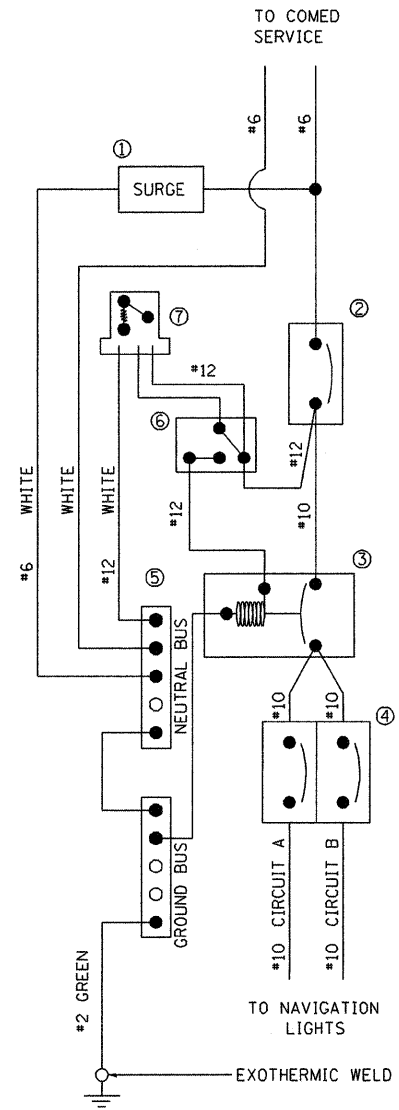 TO COMED
SERVICE
#6
#6
①
SURGE
②
⑦
#12
⑥
#12
#12
#10
WHITE
WHITE
WHITE
#6
#12
⑤
③
NEUTRAL BUS
#10
#10
④
GROUND BUS
#10 CIRCUIT A
#10 CIRCUIT B
#2 GREEN
TO NAVIGATION
LIGHTS
EXOTHERMIC WELD